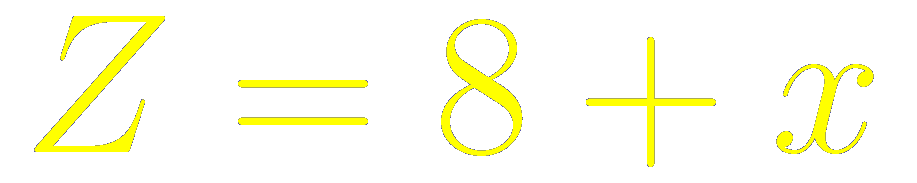 Z = 8 + x